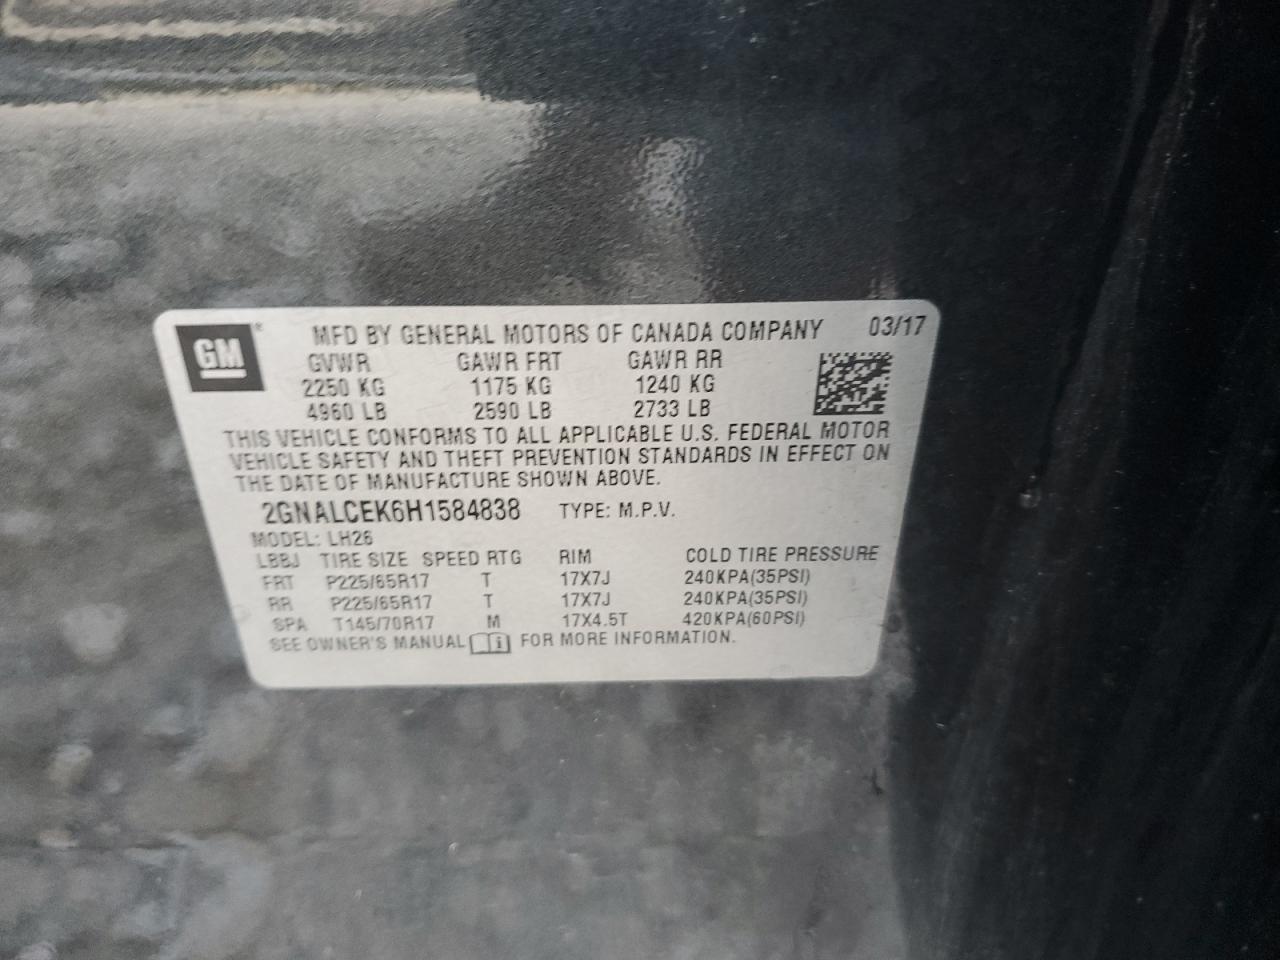 GM ® MFD BY GENERAL MOTORS OF CANADA COMPANY 03/17
GVWR GAWR FRT GAWR RR
2250 KG 1175 KG 1240 KG
4960 LB 2590 LB 2733 LB
THIS VEHICLE CONFORMS TO ALL APPLICABLE U.S. FEDERAL MOTOR
VEHICLE SAFETY AND THEFT PREVENTION STANDARDS IN EFFECT ON
THE DATE OF MANUFACTURE SHOWN ABOVE.
2GNALCEK6H1584838 TYPE: M.P.V.
MODEL: LH26
LBBJ TIRE SIZE SPEED RTG RIM COLD TIRE PRESSURE
FRT P225/65R17 T 17X7J 240KPA(35PSI)
RR P225/65R17 T 17X7J 240KPA(35PSI)
SPA T145/70R17 M 17X4.5T 420KPA(60PSI)
SEE OWNER'S MANUAL i FOR MORE INFORMATION.